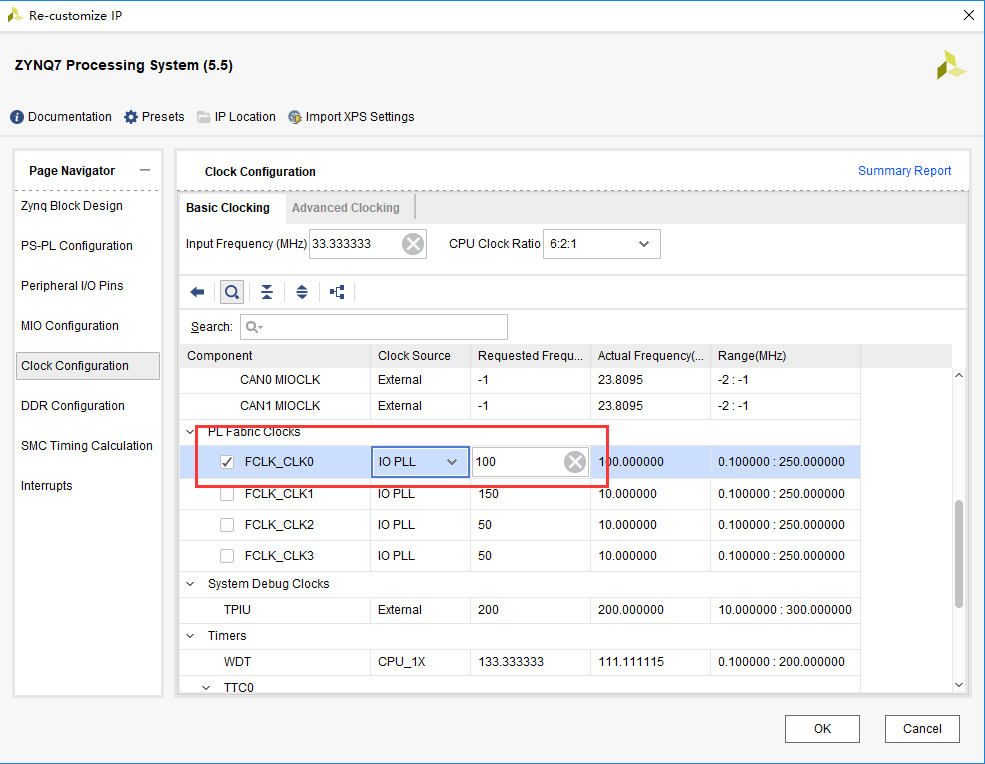 Re-customize IP
ZYNQ7 Processing System (5.5)
Documentation Presets IP Location Import XPS Settings
Page Navigator
Zynq Block Design
PS-PL Configuration
Peripheral I/O Pins
MIO Configuration
Clock Configuration
DDR Configuration
SMC Timing Calculation
Interrupts
Clock Configuration Summary Report
Basic Clocking Advanced Clocking
Input Frequency (MHz) 33.333333 CPU Clock Ratio 6:2:1
Search:
Component Clock Source Requested Frequ... Actual Frequency(... Range(MHz)
CAN0 MIOCLK External -1 23.8095 -2 : -1
CAN1 MIOCLK External -1 23.8095 -2 : -1
PL Fabric Clocks
FCLK_CLK0 IO PLL 100 100.000000 0.100000 : 250.000000
FCLK_CLK1 IO PLL 150 10.000000 0.100000 : 250.000000
FCLK_CLK2 IO PLL 50 10.000000 0.100000 : 250.000000
FCLK_CLK3 IO PLL 50 10.000000 0.100000 : 250.000000
System Debug Clocks
TPIU External 200 200.000000 10.000000 : 300.000000
Timers
WDT CPU_1X 133.333333 111.111115 0.100000 : 200.000000
TTC0
OK Cancel